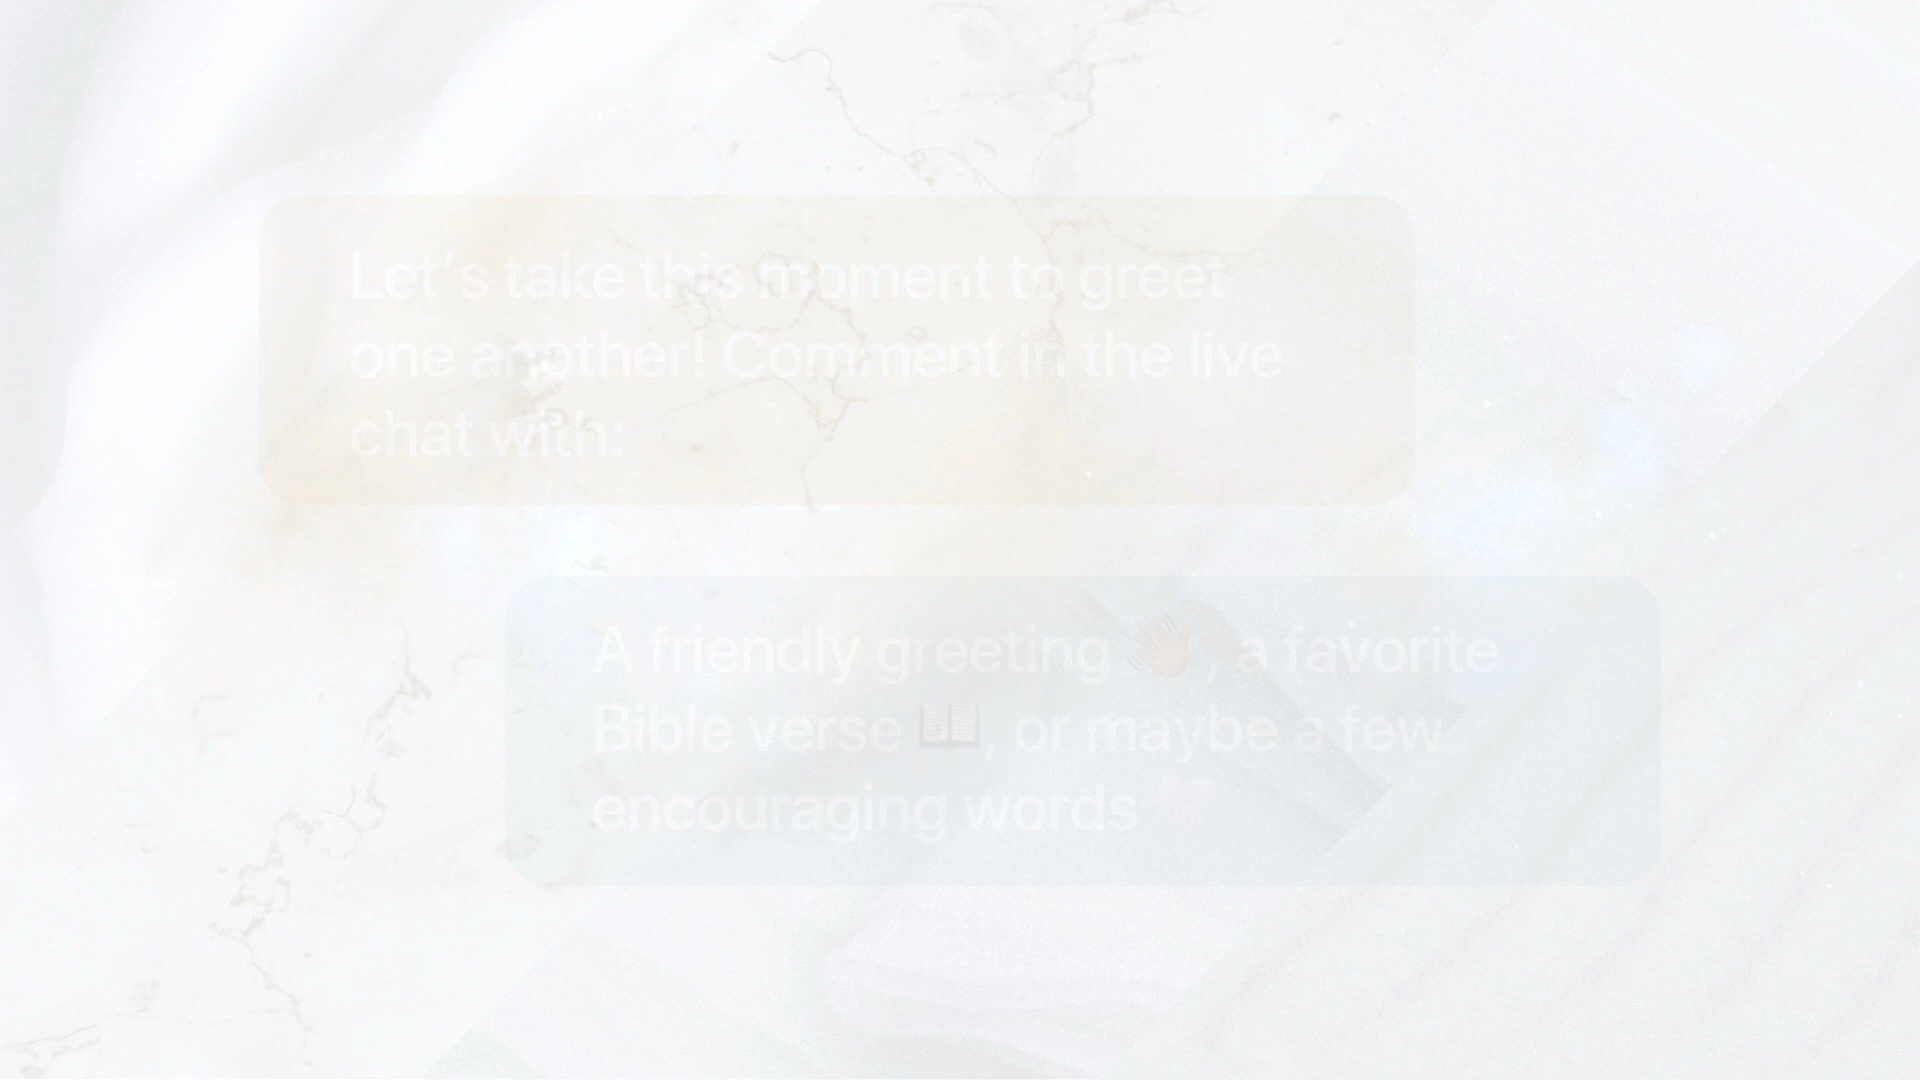 Let’s take this moment to greet
one another! Comment in the live
chat with:
A friendly greeting 👋🏼, a favorite
Bible verse 📖, or maybe a few
encouraging words